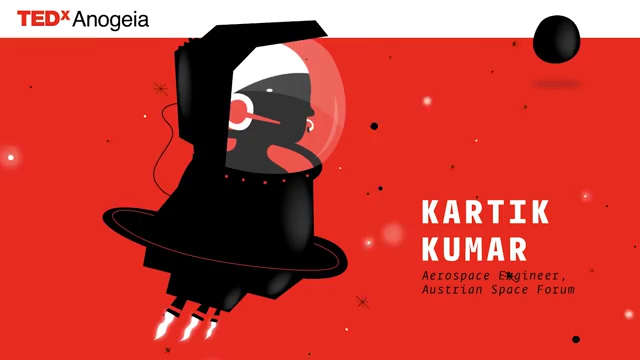 TEDx Anogeia
KARTIK
KUMAR
Aerospace Engineer,
Austrian Space Forum